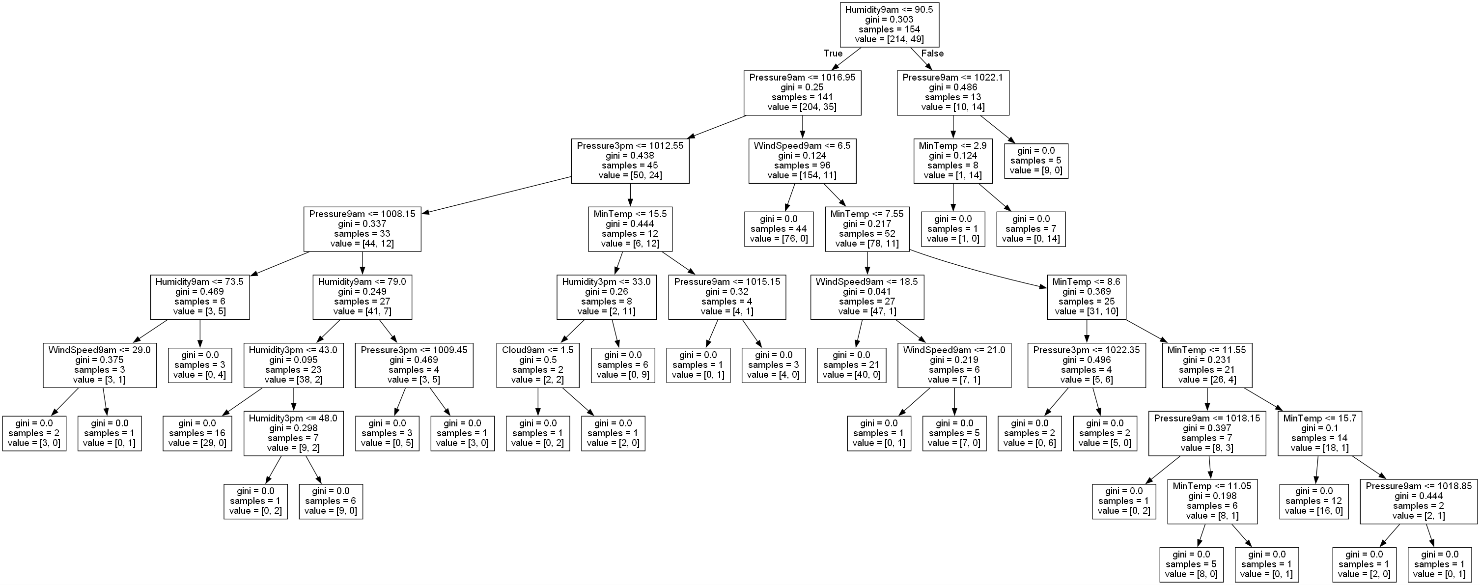 Humidity9am <= 90.5
gini = 0.303
samples = 154
value = [214, 49]
True
False
Pressure9am <= 1016.95
gini = 0.25
samples = 141
value = [204, 35]
Pressure9am <= 1022.1
gini = 0.486
samples = 13
value = [10, 14]
Pressure3pm <= 1012.55
gini = 0.438
samples = 45
value = [50, 24]
WindSpeed9am <= 6.5
gini = 0.124
samples = 96
value = [154, 11]
MinTemp <= 2.9
gini = 0.124
samples = 8
value = [1, 14]
gini = 0.0
samples = 5
value = [9, 0]
Pressure9am <= 1008.15
gini = 0.337
samples = 33
value = [44, 12]
MinTemp <= 15.5
gini = 0.444
samples = 12
value = [6, 12]
gini = 0.0
samples = 44
value = [76, 0]
MinTemp <= 7.55
gini = 0.217
samples = 52
value = [78, 11]
gini = 0.0
samples = 1
value = [1, 0]
gini = 0.0
samples = 7
value = [0, 14]
Humidity9am <= 73.5
gini = 0.469
samples = 6
value = [3, 5]
Humidity9am <= 79.0
gini = 0.249
samples = 27
value = [41, 7]
Humidity3pm <= 33.0
gini = 0.26
samples = 8
value = [2, 11]
Pressure9am <= 1015.15
gini = 0.32
samples = 4
value = [4, 1]
WindSpeed9am <= 18.5
gini = 0.041
samples = 27
value = [47, 1]
MinTemp <= 8.6
gini = 0.369
samples = 25
value = [31, 10]
WindSpeed9am <= 29.0
gini = 0.375
samples = 3
value = [3, 1]
gini = 0.0
samples = 3
value = [0, 4]
Humidity3pm <= 43.0
gini = 0.095
samples = 23
value = [38, 2]
Pressure3pm <= 1009.45
gini = 0.469
samples = 4
value = [3, 5]
Cloud9am <= 1.5
gini = 0.5
samples = 2
value = [2, 2]
gini = 0.0
samples = 6
value = [0, 9]
gini = 0.0
samples = 1
value = [0, 1]
gini = 0.0
samples = 3
value = [4, 0]
gini = 0.0
samples = 21
value = [40, 0]
WindSpeed9am <= 21.0
gini = 0.219
samples = 6
value = [7, 1]
Pressure3pm <= 1022.35
gini = 0.496
samples = 4
value = [5, 6]
MinTemp <= 11.55
gini = 0.231
samples = 21
value = [26, 4]
gini = 0.0
samples = 2
value = [3, 0]
gini = 0.0
samples = 1
value = [0, 1]
gini = 0.0
samples = 16
value = [29, 0]
Humidity3pm <= 48.0
gini = 0.298
samples = 7
value = [9, 2]
gini = 0.0
samples = 3
value = [0, 5]
gini = 0.0
samples = 1
value = [3, 0]
gini = 0.0
samples = 1
value = [0, 2]
gini = 0.0
samples = 1
value = [2, 0]
gini = 0.0
samples = 1
value = [0, 1]
gini = 0.0
samples = 5
value = [7, 0]
gini = 0.0
samples = 2
value = [0, 6]
gini = 0.0
samples = 2
value = [5, 0]
Pressure9am <= 1018.15
gini = 0.397
samples = 7
value = [8, 3]
MinTemp <= 15.7
gini = 0.1
samples = 14
value = [18, 1]
gini = 0.0
samples = 1
value = [0, 2]
gini = 0.0
samples = 6
value = [9, 0]
gini = 0.0
samples = 1
value = [0, 2]
MinTemp <= 11.05
gini = 0.198
samples = 6
value = [8, 1]
gini = 0.0
samples = 12
value = [16, 0]
Pressure9am <= 1018.85
gini = 0.444
samples = 2
value = [2, 1]
gini = 0.0
samples = 5
value = [8, 0]
gini = 0.0
samples = 1
value = [0, 1]
gini = 0.0
samples = 1
value = [2, 0]
gini = 0.0
samples = 1
value = [0, 1]